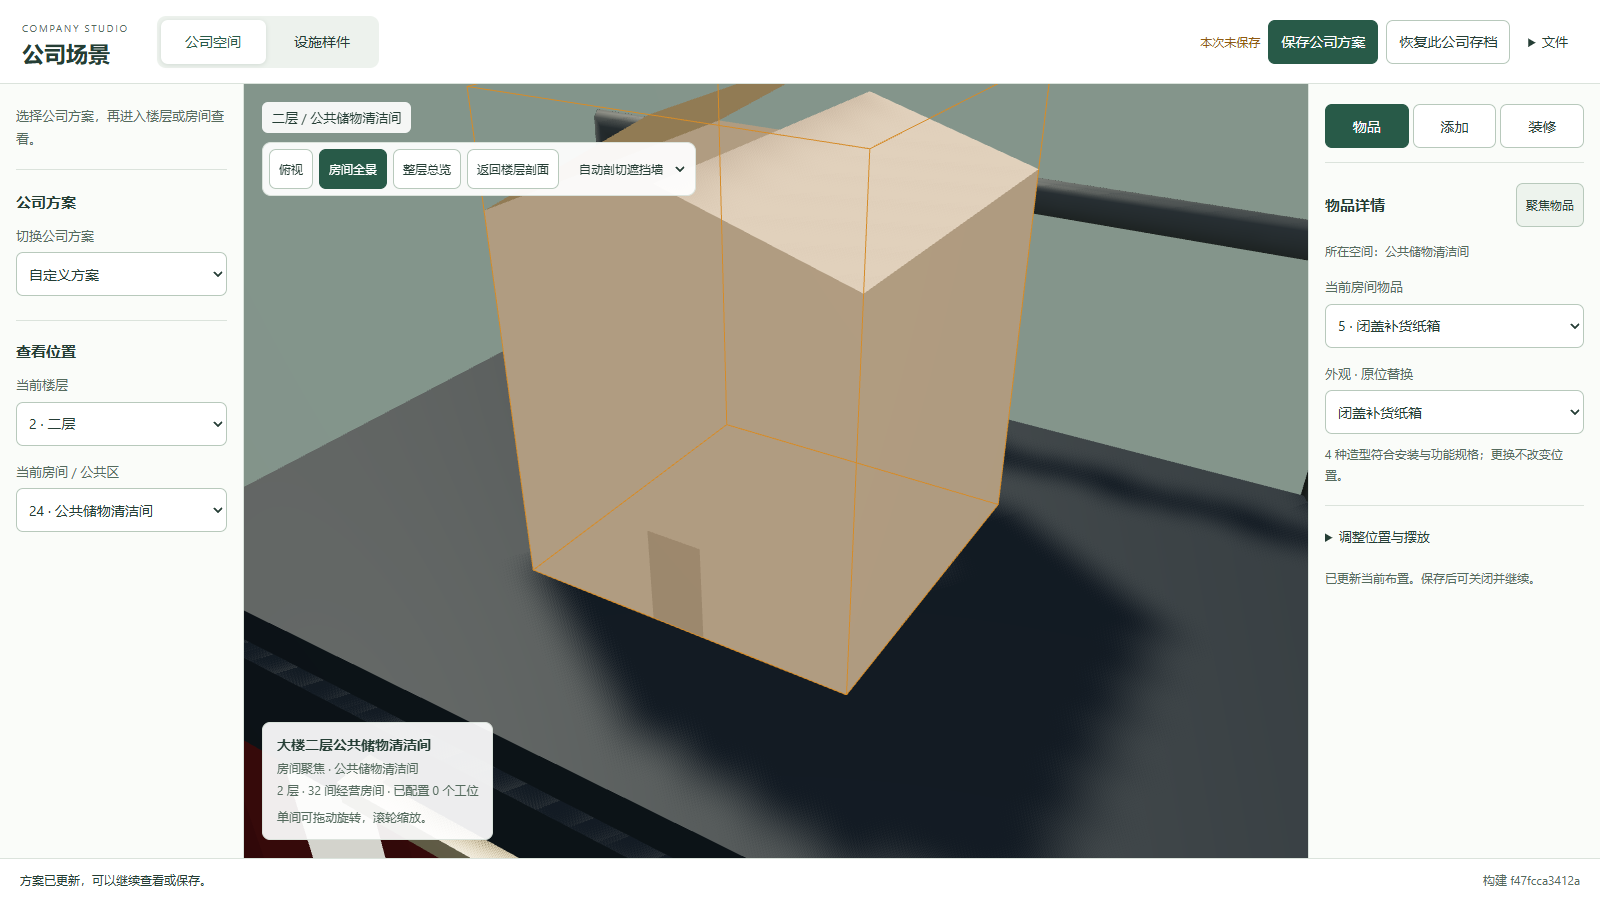 COMPANY STUDIO
公司场景
公司空间
设施样件
本次未保存
保存公司方案
恢复此公司存档
文件
选择公司方案，再进入楼层或房间查看。
公司方案
切换公司方案
自定义方案
查看位置
当前楼层
2 · 二层
当前房间 / 公共区
24 · 公共储物清洁间
二层 / 公共储物清洁间
俯视
房间全景
整层总览
返回楼层剖面
自动剖切遮挡墙
大楼二层公共储物清洁间
房间聚焦 · 公共储物清洁间
2 层 · 32 间经营房间 · 已配置 0 个工位
单间可拖动旋转，滚轮缩放。
物品
添加
装修
物品详情
聚焦物品
所在空间：公共储物清洁间
当前房间物品
5 · 闭盖补货纸箱
外观 · 原位替换
闭盖补货纸箱
4 种造型符合安装与功能规格；更换不改变位置。
调整位置与摆放
已更新当前布置。保存后可关闭并继续。
方案已更新，可以继续查看或保存。
构建 f47fcca3412a